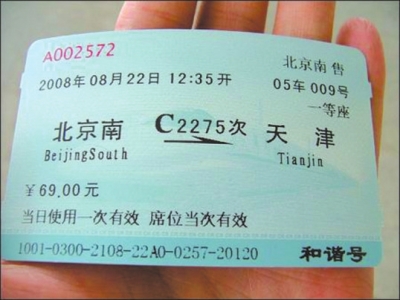 A002572
北京南 售
2008年08月22日 12:35开
05车 009号
一等座
北京南 C2275次 天津
BeijingSouth Tianjin
￥69.00元
当日使用一次有效 席位当次有效
1001-0300-2108-22A0-0257-20120
和谐号